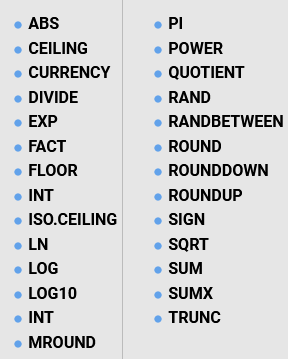 ABS
CEILING
CURRENCY
DIVIDE
EXP
FACT
FLOOR
INT
ISO.CEILING
LN
LOG
LOG10
INT
MROUND
PI
POWER
QUOTIENT
RAND
RANDBETWEEN
ROUND
ROUNDDOWN
ROUNDUP
SIGN
SQRT
SUM
SUMX
TRUNC